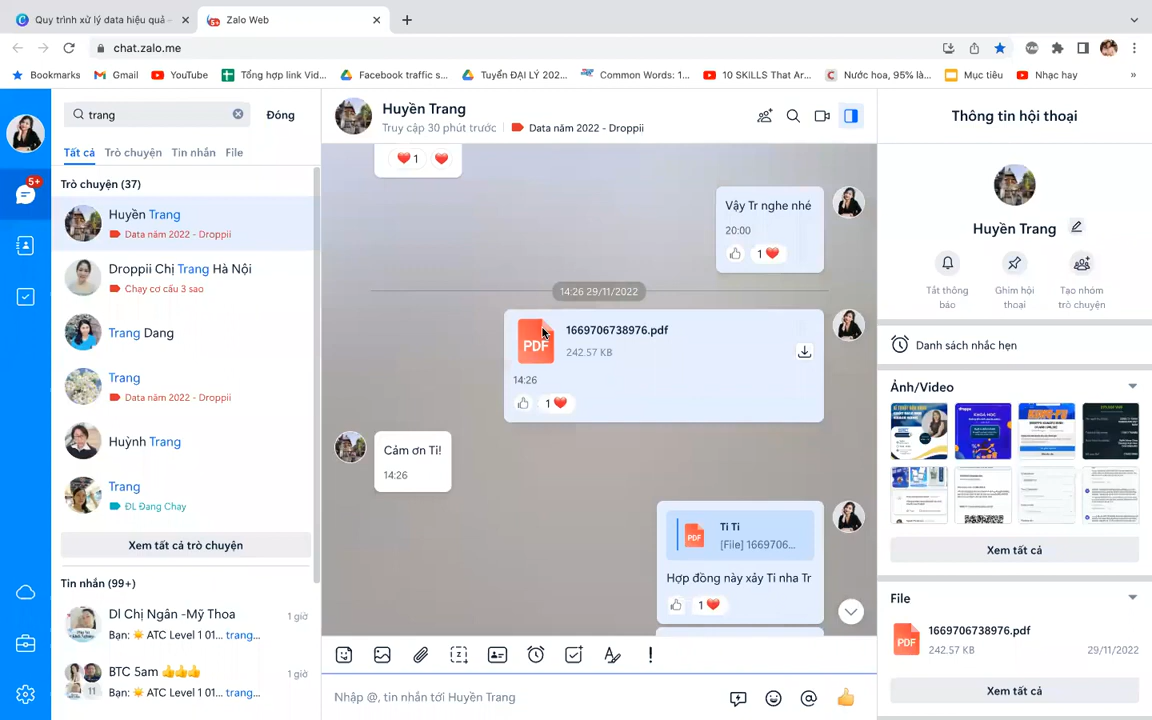 Quy trình xử lý data hiệu quả -
Zalo Web
chat.zalo.me
Bookmarks
Gmail
YouTube
Tổng hợp link Vid...
Facebook traffic s...
Tuyển ĐẠI LÝ 202...
Common Words: 1...
10 SKILLS That Ar...
Nước hoa, 95% là...
Mục tiêu
Nhạc hay
»
trang
Đóng
Tất cả
Trò chuyện
Tin nhắn
File
Trò chuyện (37)
Huyền Trang
Data năm 2022 - Droppii
Droppii Chị Trang Hà Nội
Chạy cơ cấu 3 sao
Trang Dang
Trang
Data năm 2022 - Droppii
Huỳnh Trang
Trang
ĐL Đang Chay
Xem tất cả trò chuyện
Tin nhắn (99+)
Dl Chị Ngân -Mỹ Thoa
1 giờ
Bạn: ☀️ ATC Level 1 01... trang...
BTC 5am 👍👍👍
1 giờ
11
Bạn: ☀️ ATC Level 1 01... trang...
5+
Huyền Trang
Truy cập 30 phút trước
Data năm 2022 - Droppii
❤️ 1 ❤️
Vậy Tr nghe nhé
20:00
1 ❤️
14:26 29/11/2022
PDF
1669706738976.pdf
242.57 KB
14:26
1 ❤️
Cảm ơn Ti!
14:26
PDF
Ti Ti
[File] 1669706...
Hợp đồng này xảy Ti nha Tr
1 ❤️
Nhập @, tin nhắn tới Huyền Trang
Thông tin hội thoại
Huyền Trang
Tắt thông
báo
Ghim hội
thoại
Tạo nhóm
trò chuyện
Danh sách nhắc hẹn
Ảnh/Video
Xem tất cả
File
PDF
1669706738976.pdf
242.57 KB
29/11/2022
Xem tất cả